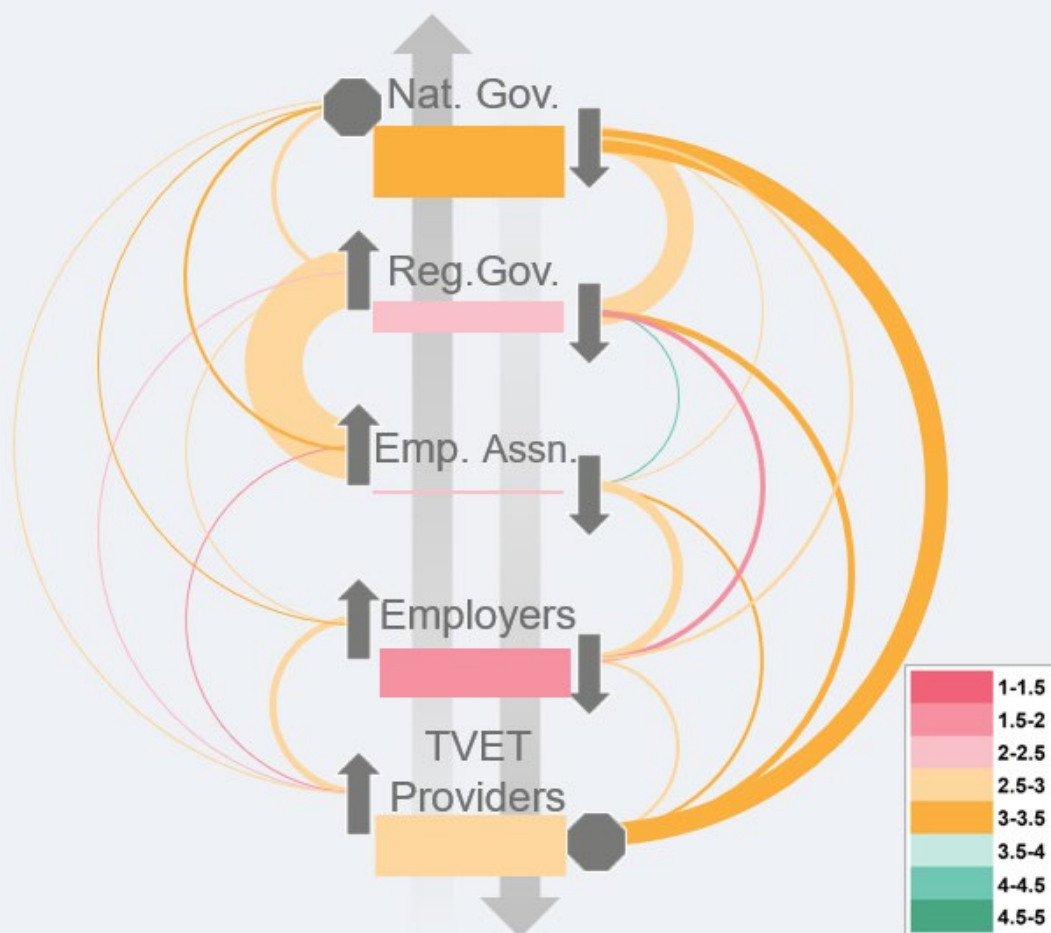 Nat. Gov.
Reg.Gov.
Emp. Assn.
Employers
TVET
Providers
1-1.5
1.5-2
2-2.5
2.5-3
3-3.5
3.5-4
4-4.5
4.5-5